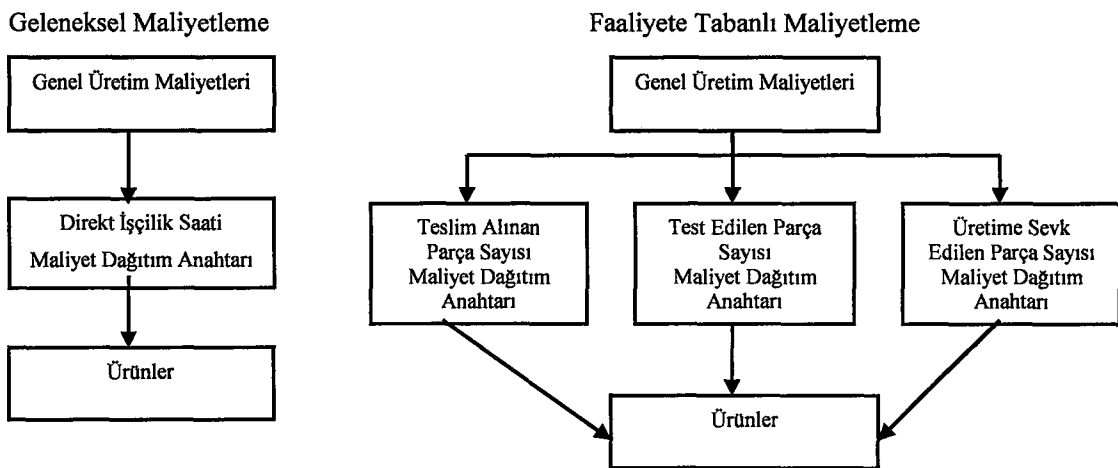 Geleneksel Maliyetleme
Genel Üretim Maliyetleri
Direkt İşçilik Saati
Maliyet Dağıtım Anahtarı
Ürünler
Faaliyete Tabanlı Maliyetleme
Genel Üretim Maliyetleri
Teslim Alınan
Parça Sayısı
Maliyet Dağıtım
Anahtarı
Test Edilen Parça
Sayısı
Maliyet Dağıtım
Anahtarı
Üretime Sevk
Edilen Parça Sayısı
Maliyet Dağıtım
Anahtarı
Ürünler